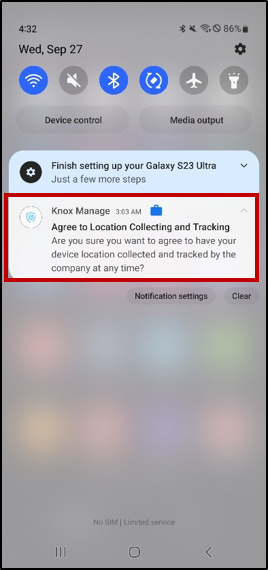 4:32 86%
Wed, Sep 27
Device control Media output
Finish setting up your Galaxy S23 Ultra
Just a few more steps
Knox Manage 3:03 AM
Agree to Location Collecting and Tracking
Are you sure you want to agree to have your
device location collected and tracked by the
company at any time?
Notification settings Clear
No SIM | Limited service